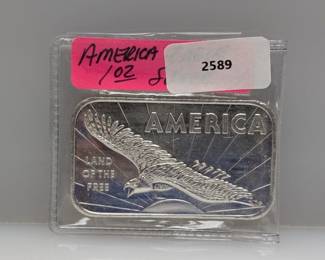 AMERICA
1oz
2589
AMERICA
LAND
OF THE
FREE